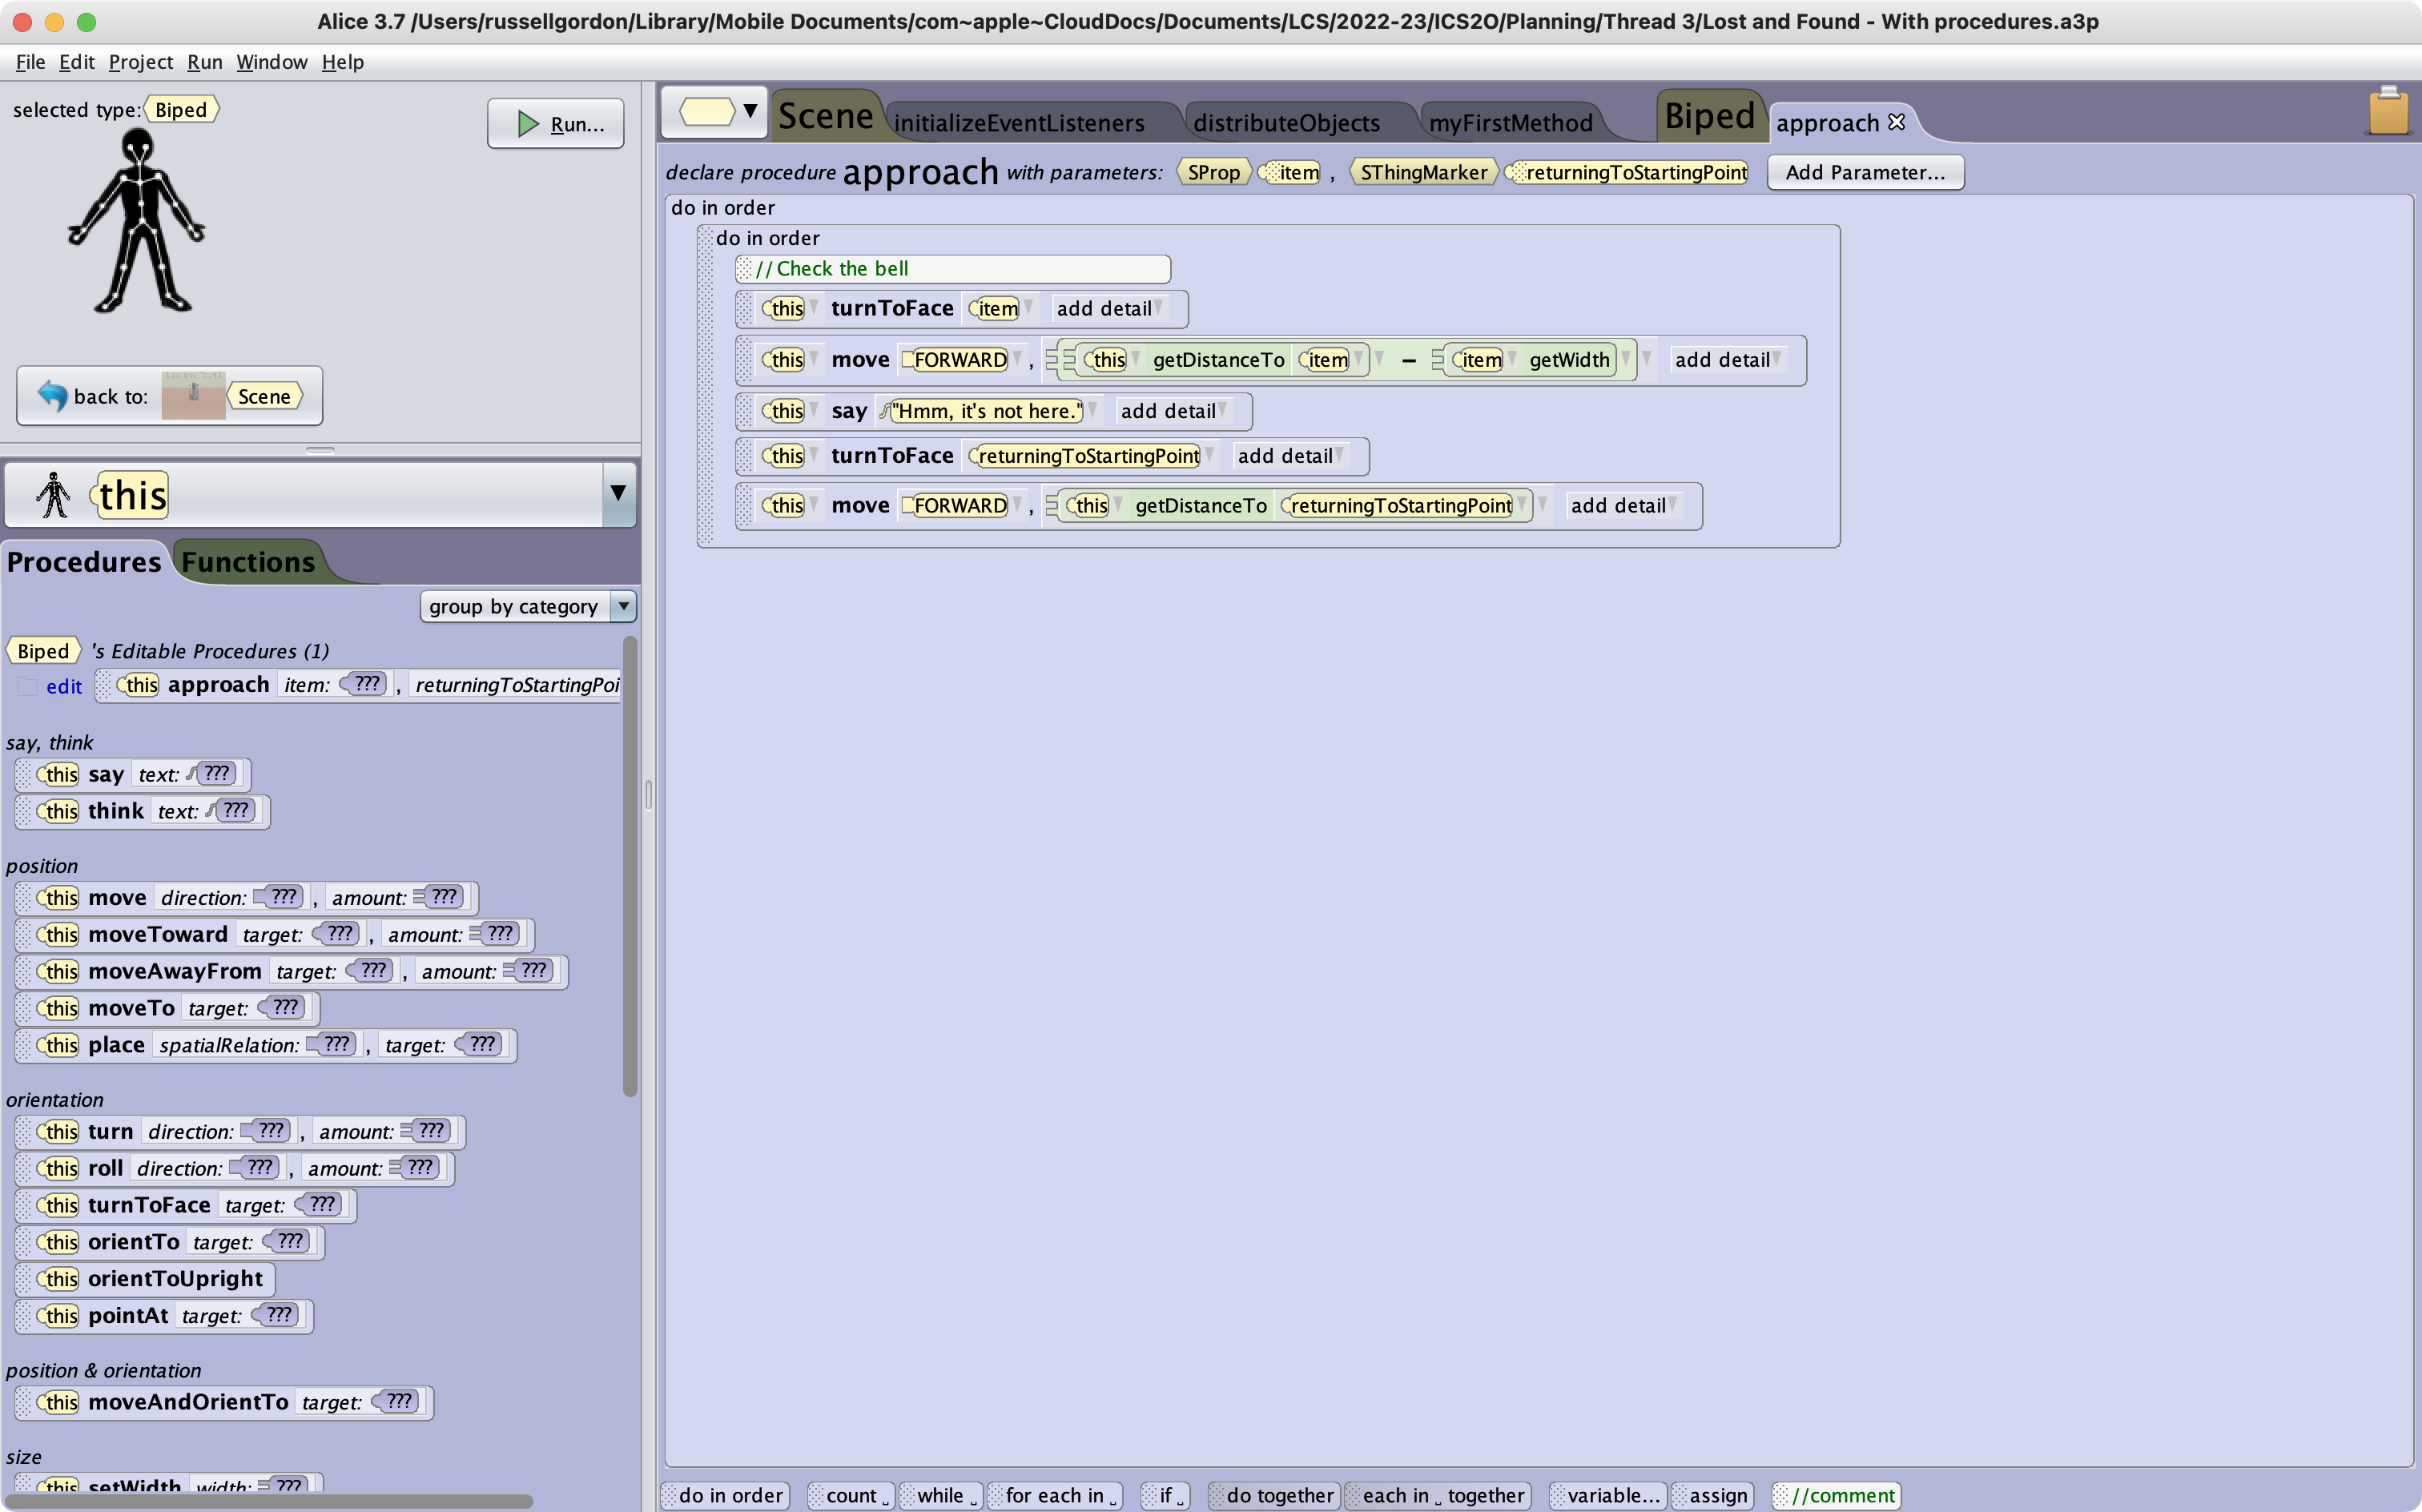 Alice 3.7 /Users/russellgordon/Library/Mobile Documents/com~apple~CloudDocs/Documents/LCS/2022-23/ICS2O/Planning/Thread 3/Lost and Found - With procedures.a3p
File Edit Project Run Window Help
selected type: Biped
Run...
back to: Scene
this
Procedures Functions
group by category
Biped 's Editable Procedures (1)
edit this approach item: ??? , returningToStartingPoi
say, think
this say text: ???
this think text: ???
position
this move direction: ??? , amount: ???
this moveToward target: ??? , amount: ???
this moveAwayFrom target: ??? , amount: ???
this moveTo target: ???
this place spatialRelation: ??? , target: ???
orientation
this turn direction: ??? , amount: ???
this roll direction: ??? , amount: ???
this turnToFace target: ???
this orientTo target: ???
this orientToUpright
this pointAt target: ???
position & orientation
this moveAndOrientTo target: ???
size
this setWidth width: ???
Scene initializeEventListeners distributeObjects myFirstMethod Biped approach
declare procedure approach with parameters: SProp item , SThingMarker returningToStartingPoint Add Parameter...
do in order
do in order
//Check the bell
this turnToFace item add detail
this move FORWARD , this getDistanceTo item − item getWidth add detail
this say "Hmm, it's not here." add detail
this turnToFace returningToStartingPoint add detail
this move FORWARD , this getDistanceTo returningToStartingPoint add detail
do in order count ␣ while ␣ for each in ␣ if ␣ do together each in ␣ together variable... assign //comment